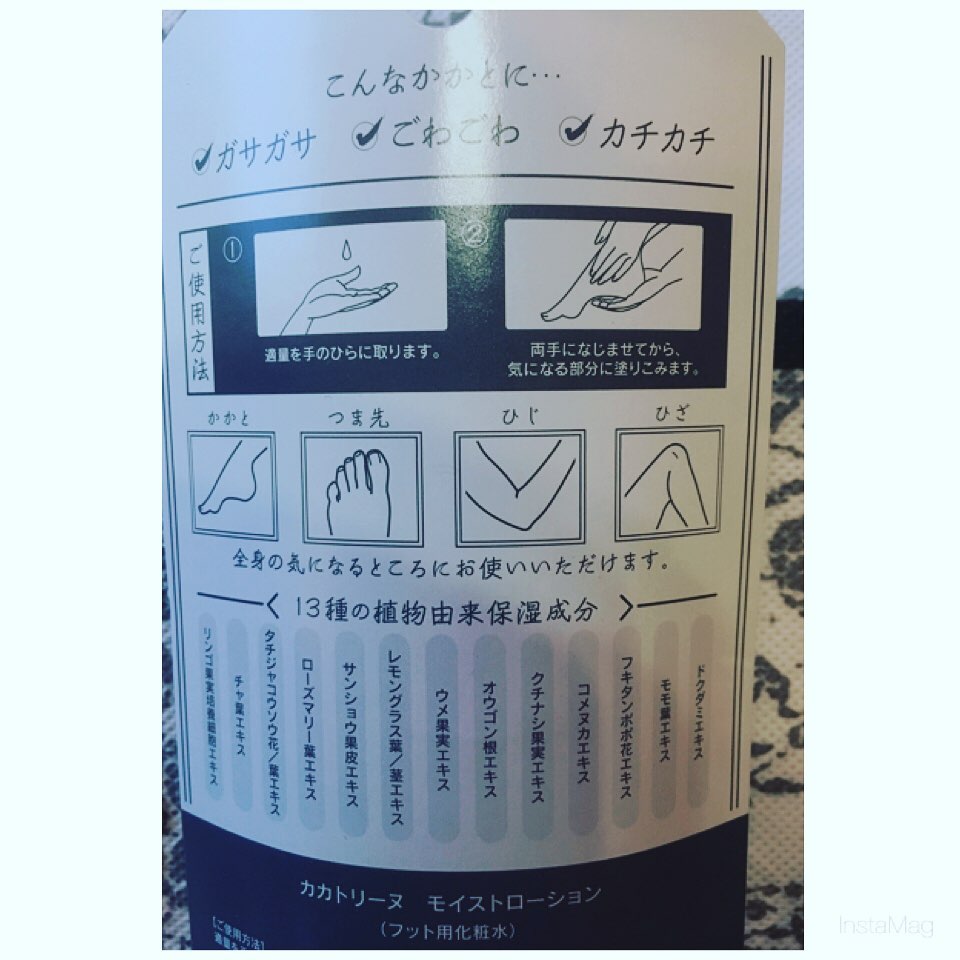 こんなかかとに…
ガサガサ ごわごわ カチカチ
ご使用方法
①
適量を手のひらに取ります。
②
両手になじませてから、
気になる部分に塗りこみます。
かかと つま先 ひじ ひざ
全身の気になるところにお使いいただけます。
13種の植物由来保湿成分
ドクダミエキス
モモ葉エキス
フキタンポポ花エキス
コメヌカエキス
クチナシ果実エキス
オウゴン根エキス
ウメ果実エキス
レモングラス葉/茎エキス
サンショウ果皮エキス
ローズマリー葉エキス
タチジャコウソウ花/葉エキス
チャ葉エキス
リンゴ果実培養細胞エキス
カカトリーヌ モイストローション
(フット用化粧水)
【ご使用方法】
適量を
InstaMag